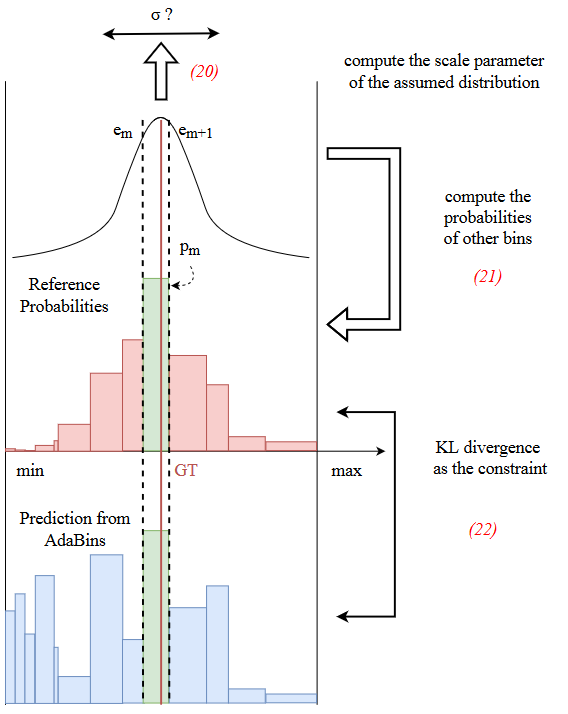 σ ?
(20)
compute the scale parameter
of the assumed distribution
em
em+1
compute the
probabilities
of other bins
(21)
pm
Reference
Probabilities
min
GT
max
KL divergence
as the constraint
(22)
Prediction from
AdaBins